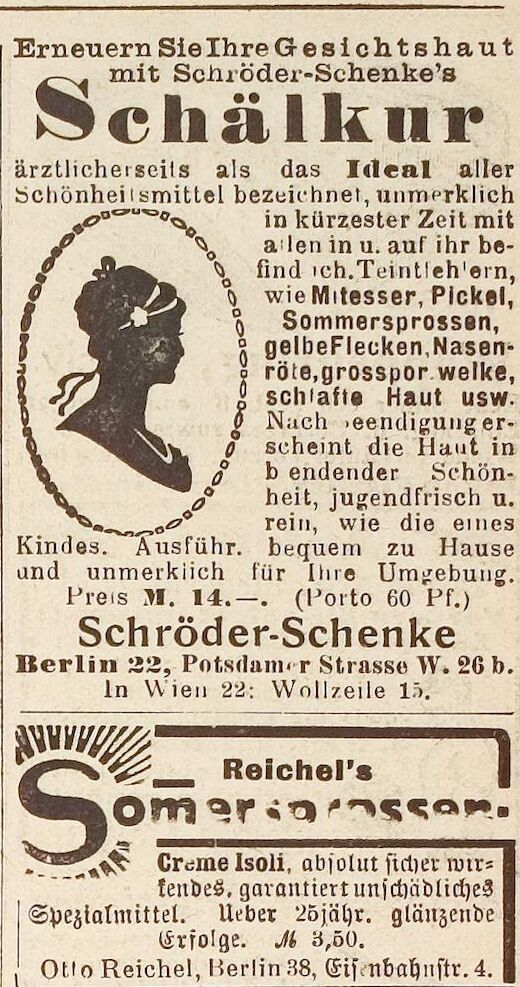 Erneuern Sie Ihre Gesichtshaut
mit Schröder-Schenke's
Schälkur
ärztlicherseits als das Ideal aller
Schönheitsmittel bezeichnet, unmerklich
in kürzester Zeit mit
allen in u. auf ihr be-
findlich. Teintfehlern,
wie Mitesser, Pickel,
Sommersprossen,
gelbe Flecken, Nasen-
röte, grosspor. welke,
schlaffe Haut usw.
Nach Beendigung er-
scheint die Haut in
blendender Schön-
heit, jugendfrisch u.
rein, wie die eines
Kindes. Ausführ. bequem zu Hause
und unmerklich für Ihre Umgebung.
Preis M. 14.—. (Porto 60 Pf.)
Schröder-Schenke
Berlin 22, Potsdamer Strasse W. 26 b.
In Wien 22: Wollzeile 15.
Reichel's
Somersprossen-
Creme Isoli, absolut sicher wir=
kendes, garantiert unschädliches
Spezialmittel. Ueber 25jähr. glänzende
Erfolge. M 3,50.
Otto Reichel, Berlin 38, Eisenbahnstr. 4.